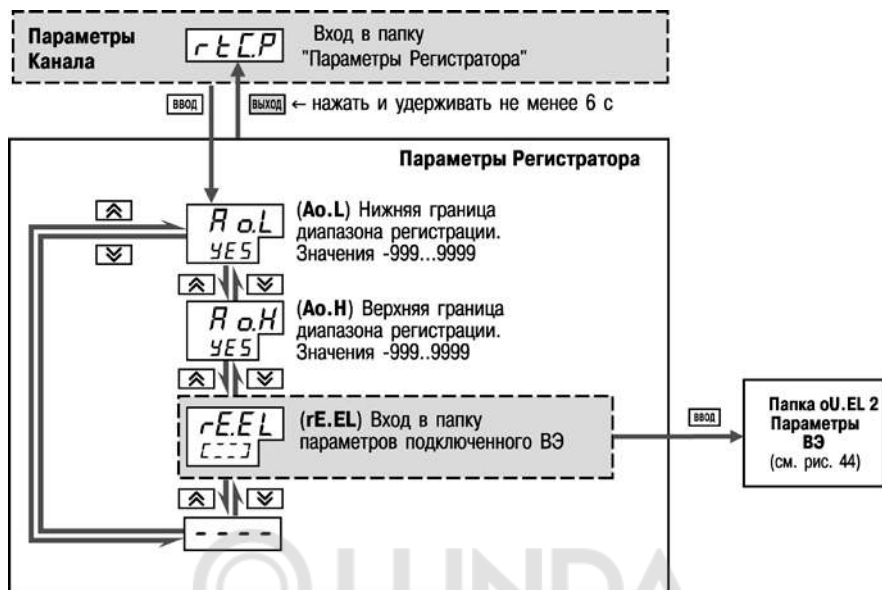 Параметры
Канала
r t C.P
Вход в папку
"Параметры Регистратора"
ВВОД
ВЫХОД ← нажать и удерживать не менее 6 с
Параметры Регистратора
A o.L
YES
(Ao.L) Нижняя граница
диапазона регистрации.
Значения -999...9999
A o.H
YES
(Ao.H) Верхняя граница
диапазона регистрации.
Значения -999..9999
rE.EL
(rE.EL) Вход в папку
параметров подключенного ВЭ
ВВОД
Папка oU.EL 2
Параметры
ВЭ
(см. рис. 44)
- - - -
LUNDA